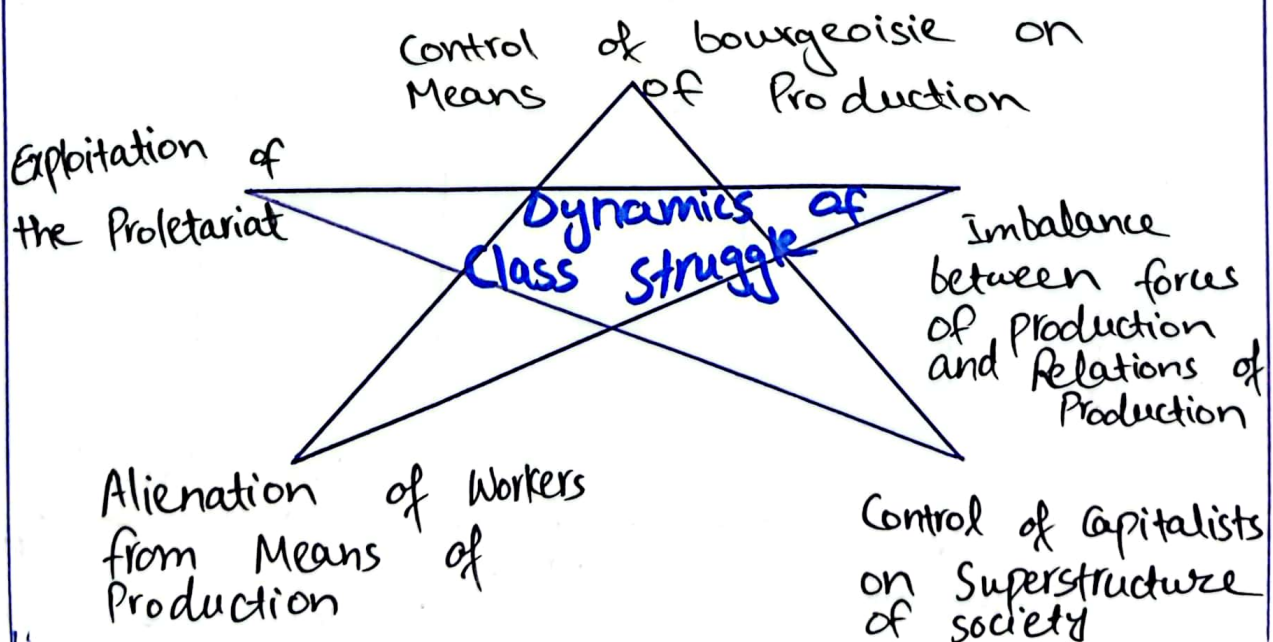 Control of bourgeoisie on
Means of Production
Exploitation of
the Proletariat
Dynamics of
Class struggle
Imbalance
between forces
of production
and Relations of
Production
Alienation of Workers
from Means of
Production
Control of Capitalists
on Superstructure
of society